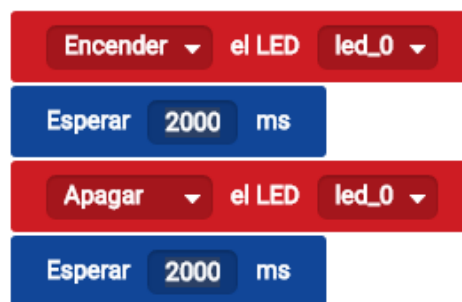 Encender el LED led_0
Esperar 2000 ms
Apagar el LED led_0
Esperar 2000 ms